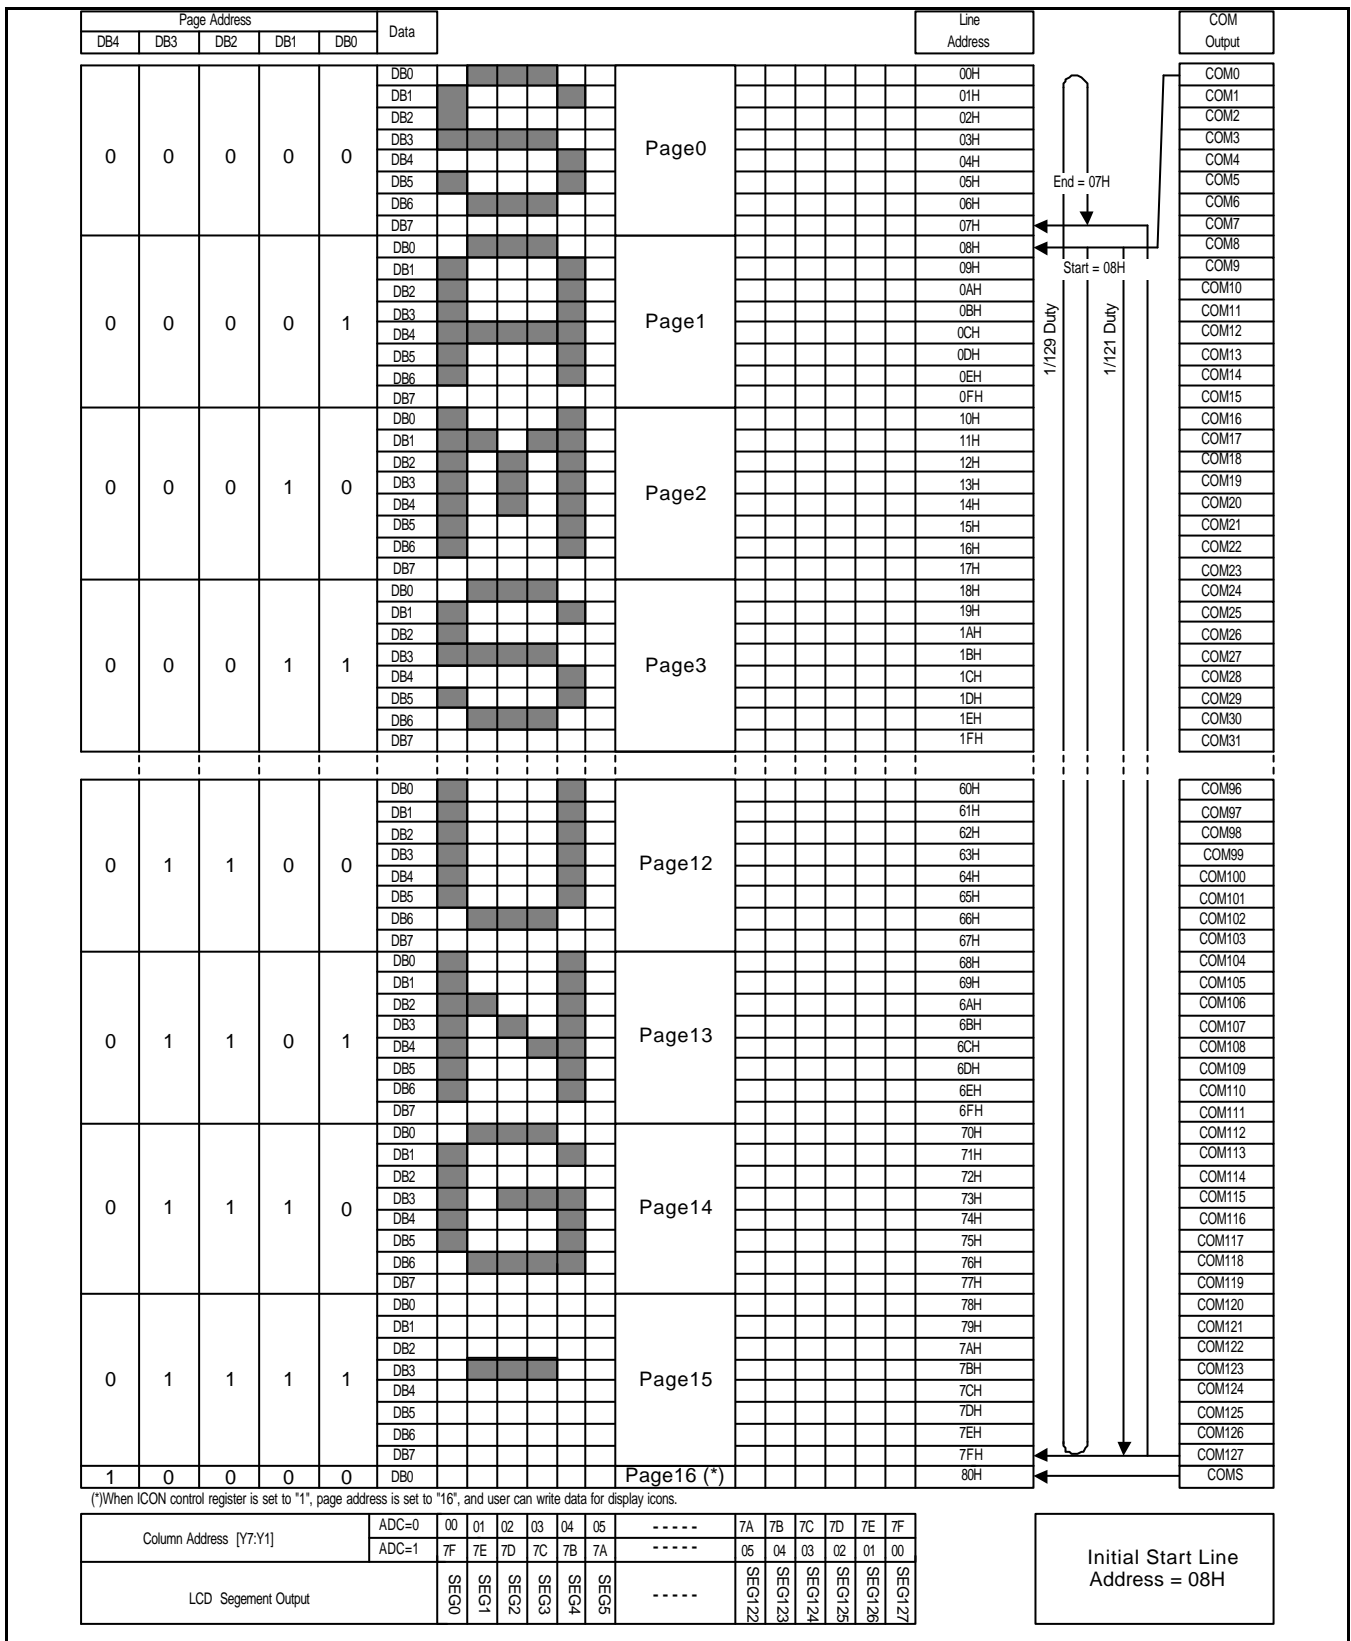 Page Address Data Line Address COM Output
DB4 DB3 DB2 DB1 DB0
DB0 00H COM0
DB1 01H COM1
DB2 02H COM2
DB3 03H COM3
0 0 0 0 0 DB4 Page0 04H COM4
DB5 05H End = 07H COM5
DB6 06H COM6
DB7 07H COM7
DB0 08H COM8
DB1 09H Start = 08H COM9
DB2 0AH COM10
DB3 0BH COM11
0 0 0 0 1 DB4 Page1 0CH 1/129 Duty 1/121 Duty COM12
DB5 0DH COM13
DB6 0EH COM14
DB7 0FH COM15
DB0 10H COM16
DB1 11H COM17
DB2 12H COM18
DB3 13H COM19
0 0 0 1 0 DB4 Page2 14H COM20
DB5 15H COM21
DB6 16H COM22
DB7 17H COM23
DB0 18H COM24
DB1 19H COM25
DB2 1AH COM26
DB3 1BH COM27
0 0 0 1 1 DB4 Page3 1CH COM28
DB5 1DH COM29
DB6 1EH COM30
DB7 1FH COM31
DB0 60H COM96
DB1 61H COM97
DB2 62H COM98
DB3 63H COM99
0 1 1 0 0 DB4 Page12 64H COM100
DB5 65H COM101
DB6 66H COM102
DB7 67H COM103
DB0 68H COM104
DB1 69H COM105
DB2 6AH COM106
DB3 6BH COM107
0 1 1 0 1 DB4 Page13 6CH COM108
DB5 6DH COM109
DB6 6EH COM110
DB7 6FH COM111
DB0 70H COM112
DB1 71H COM113
DB2 72H COM114
DB3 73H COM115
0 1 1 1 0 DB4 Page14 74H COM116
DB5 75H COM117
DB6 76H COM118
DB7 77H COM119
DB0 78H COM120
DB1 79H COM121
DB2 7AH COM122
DB3 7BH COM123
0 1 1 1 1 DB4 Page15 7CH COM124
DB5 7DH COM125
DB6 7EH COM126
DB7 7FH COM127
1 0 0 0 0 DB0 Page16 (*) 80H COMS
(*)When ICON control register is set to "1", page address is set to "16", and user can write data for display icons.
Column Address [Y7:Y1] ADC=0 00 01 02 03 04 05 ----- 7A 7B 7C 7D 7E 7F
ADC=1 7F 7E 7D 7C 7B 7A ----- 05 04 03 02 01 00
LCD Segement Output SEG0 SEG1 SEG2 SEG3 SEG4 SEG5 ----- SEG122 SEG123 SEG124 SEG125 SEG126 SEG127
Initial Start Line
Address = 08H